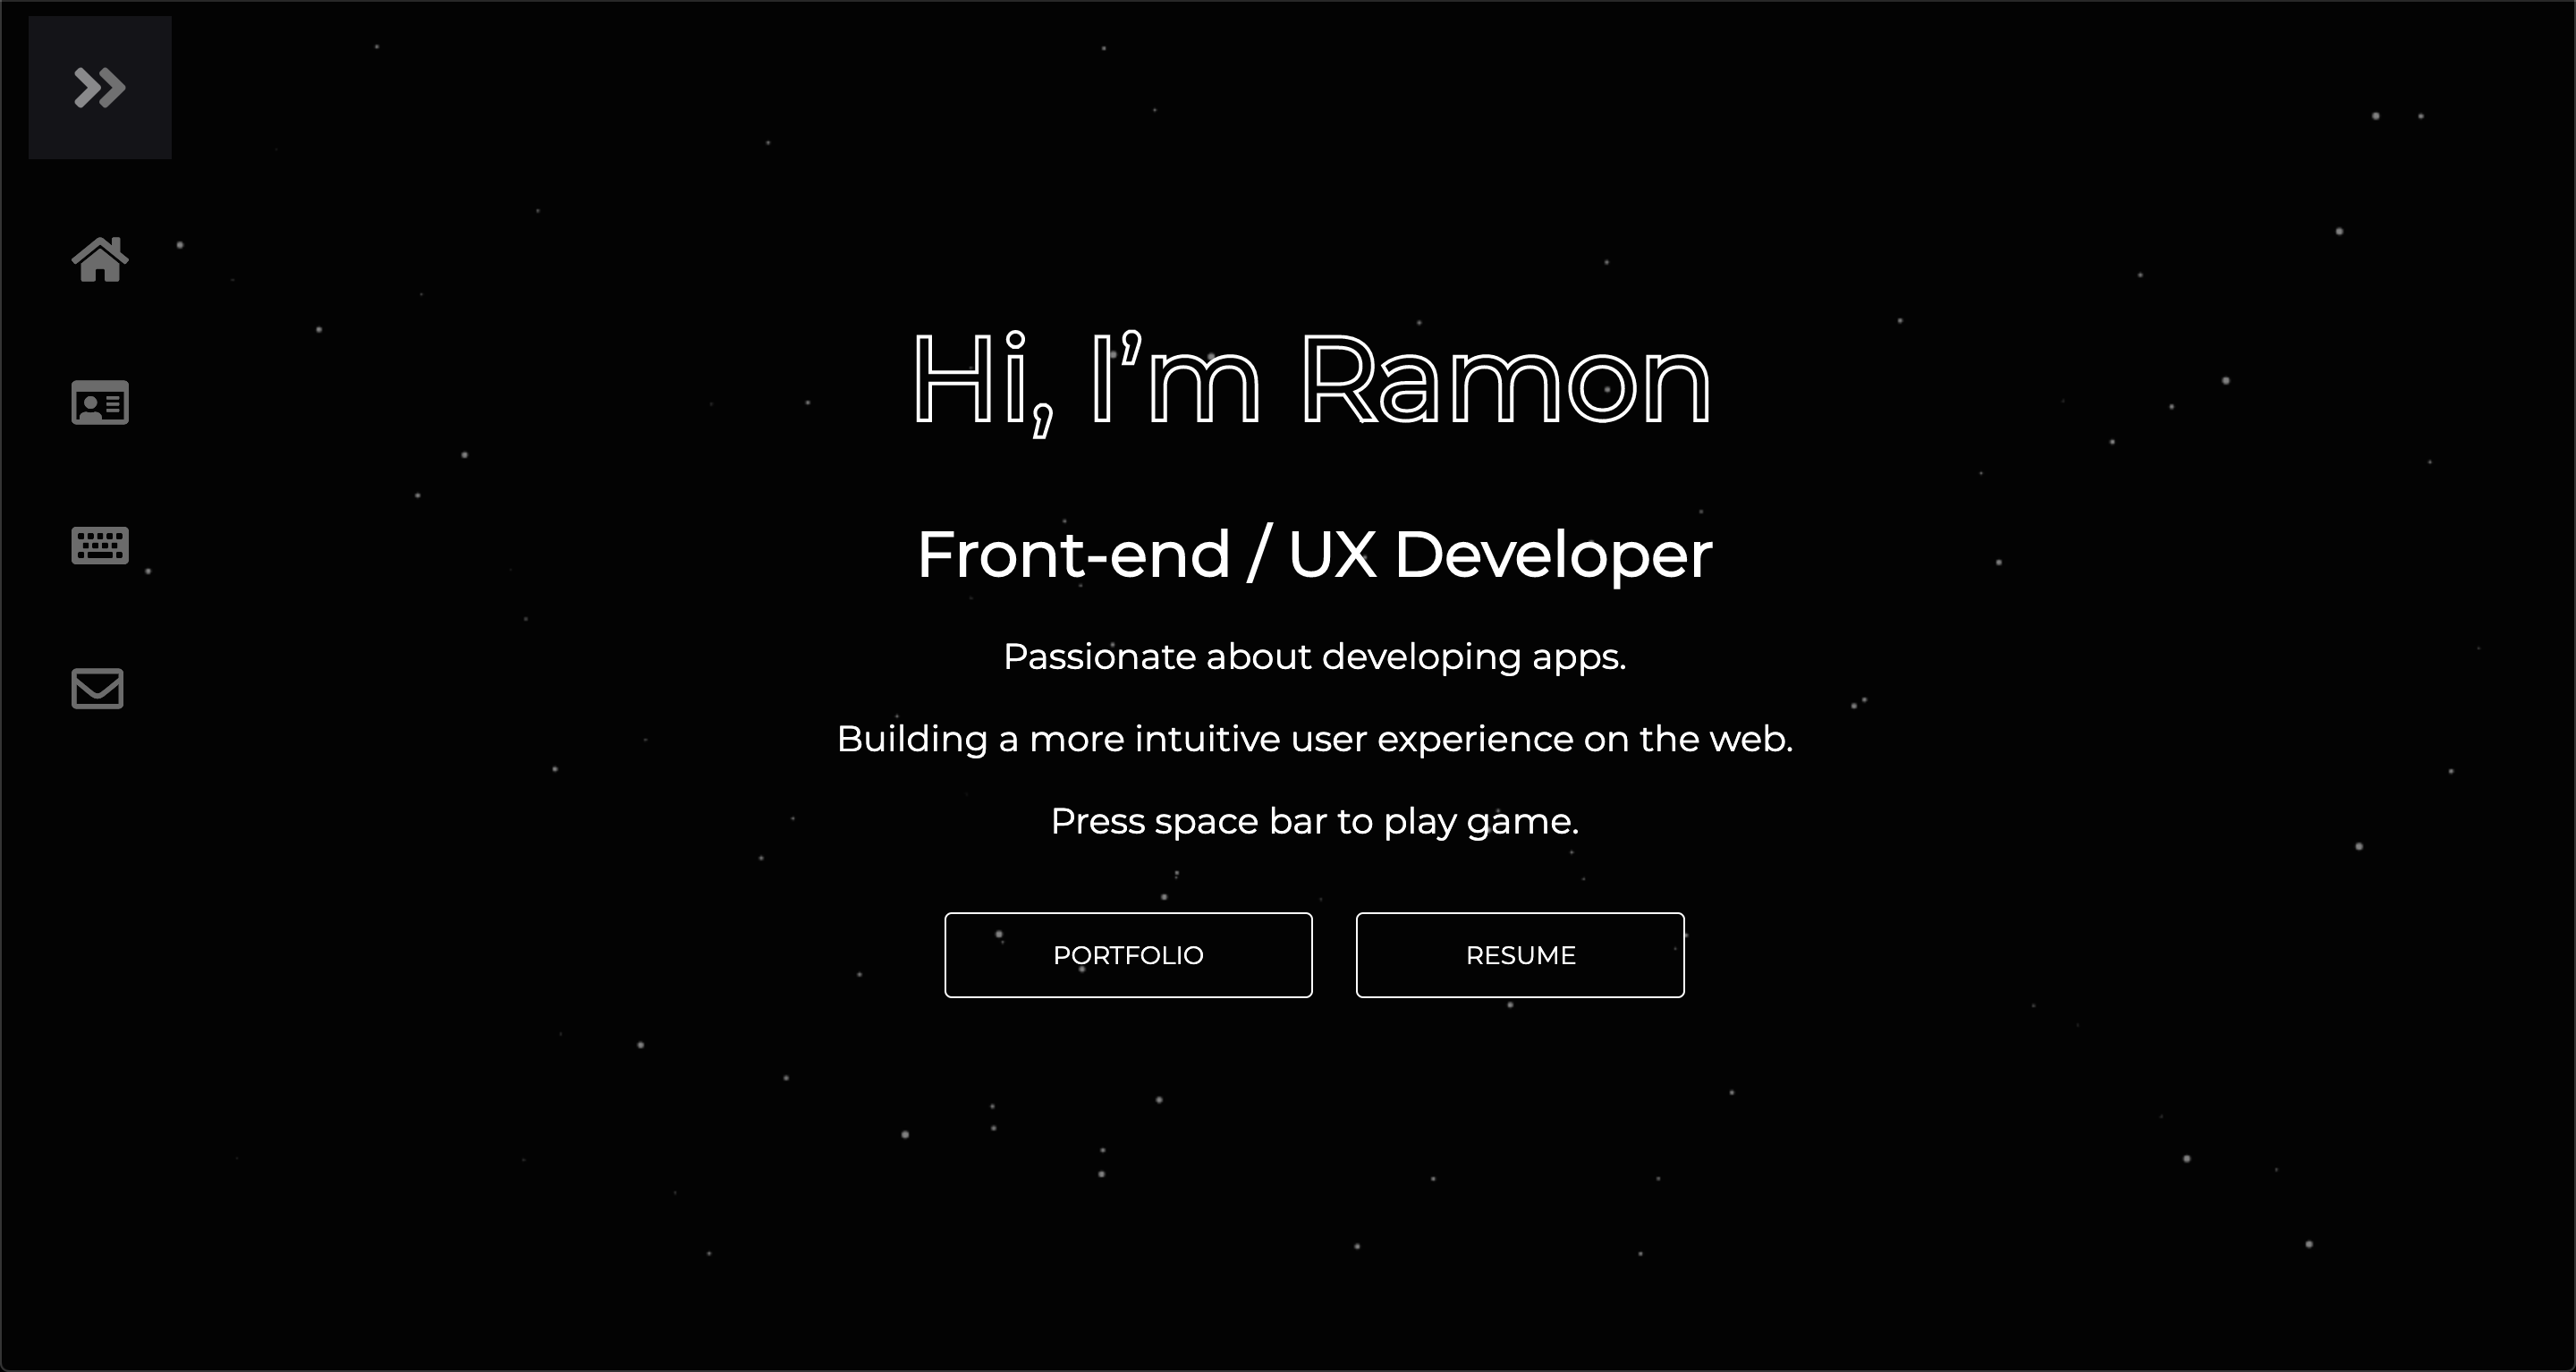 Hi, I’m Ramon
Front-end / UX Developer
Passionate about developing apps.
Building a more intuitive user experience on the web.
Press space bar to play game.
PORTFOLIO
RESUME